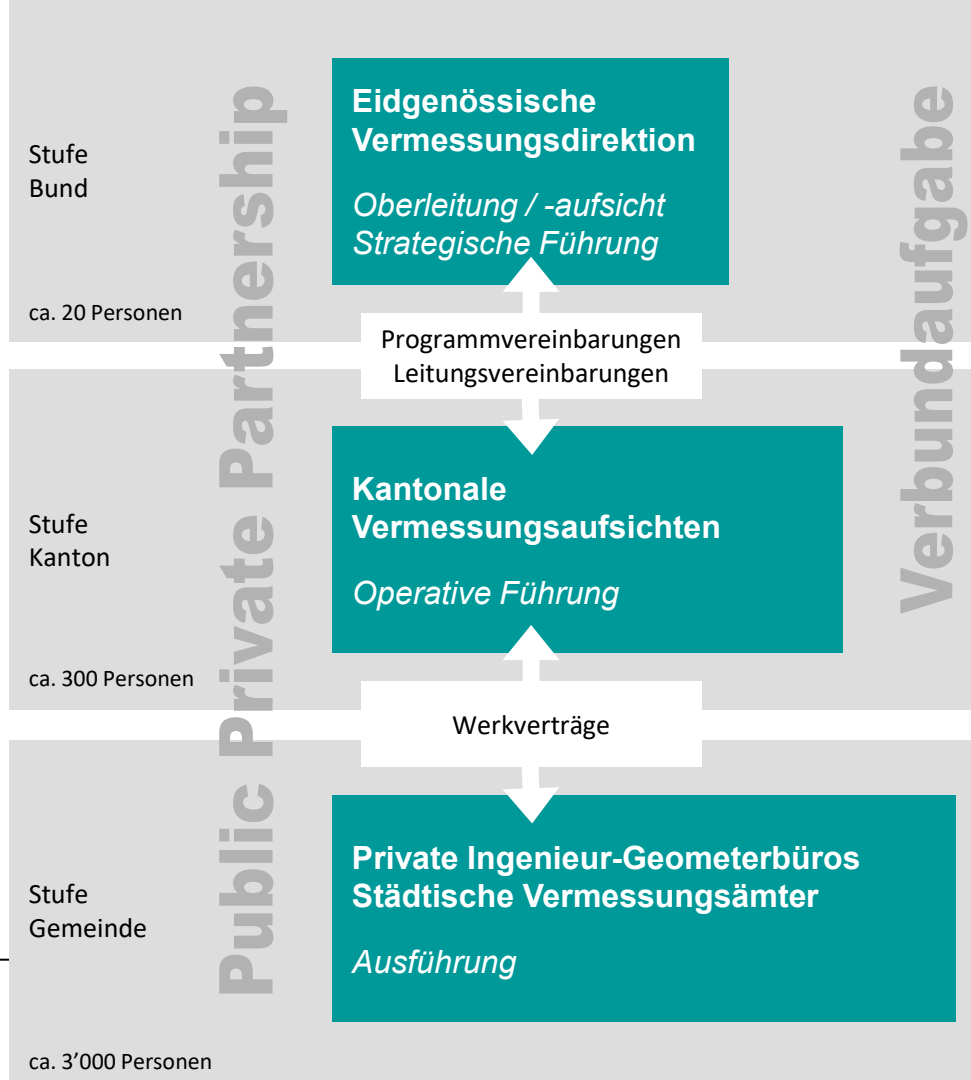 Public Private Partnership
Verbundaufgabe
Stufe
Bund
ca. 20 Personen
Eidgenössische
Vermessungsdirektion
Oberleitung / -aufsicht
Strategische Führung
Programmvereinbarungen
Leitungsvereinbarungen
Stufe
Kanton
ca. 300 Personen
Kantonale
Vermessungsaufsichten
Operative Führung
Werkverträge
Stufe
Gemeinde
ca. 3’000 Personen
Private Ingenieur-Geometerbüros
Städtische Vermessungsämter
Ausführung